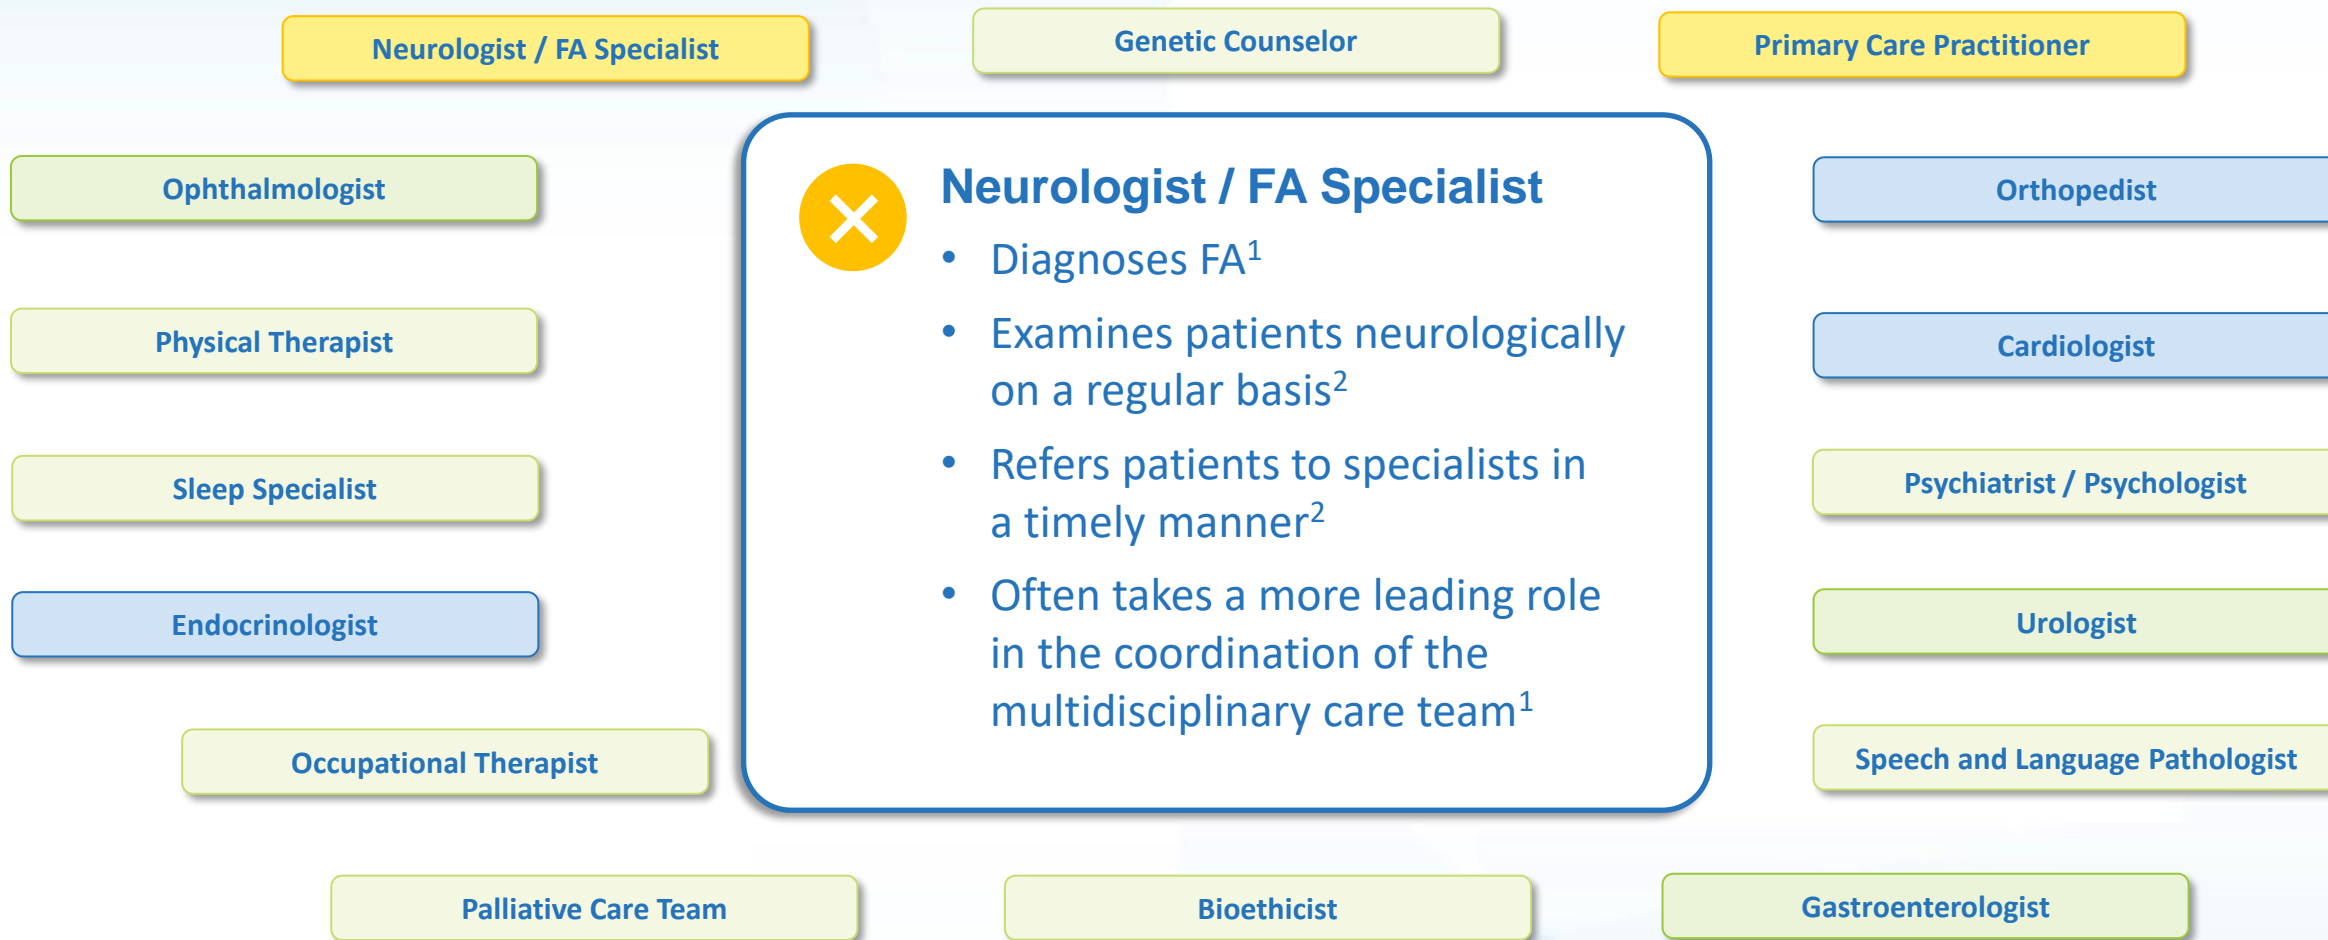 Neurologist / FA Specialist
Genetic Counselor
Primary Care Practitioner
Ophthalmologist
Physical Therapist
Sleep Specialist
Endocrinologist
Occupational Therapist
Neurologist / FA Specialist
• Diagnoses FA¹
• Examines patients neurologically
on a regular basis²
• Refers patients to specialists in
a timely manner²
• Often takes a more leading role
in the coordination of the
multidisciplinary care team¹
Orthopedist
Cardiologist
Psychiatrist / Psychologist
Urologist
Speech and Language Pathologist
Palliative Care Team
Bioethicist
Gastroenterologist